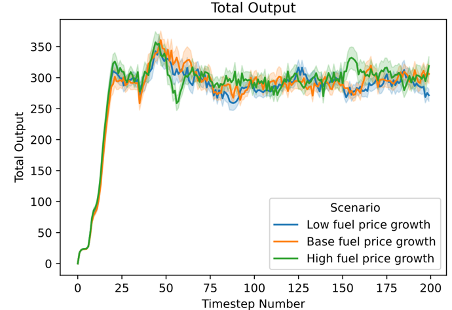 Total Output
Total Output
350
300
250
200
150
100
50
0
0 25 50 75 100 125 150 175 200
Timestep Number
Scenario
Low fuel price growth
Base fuel price growth
High fuel price growth